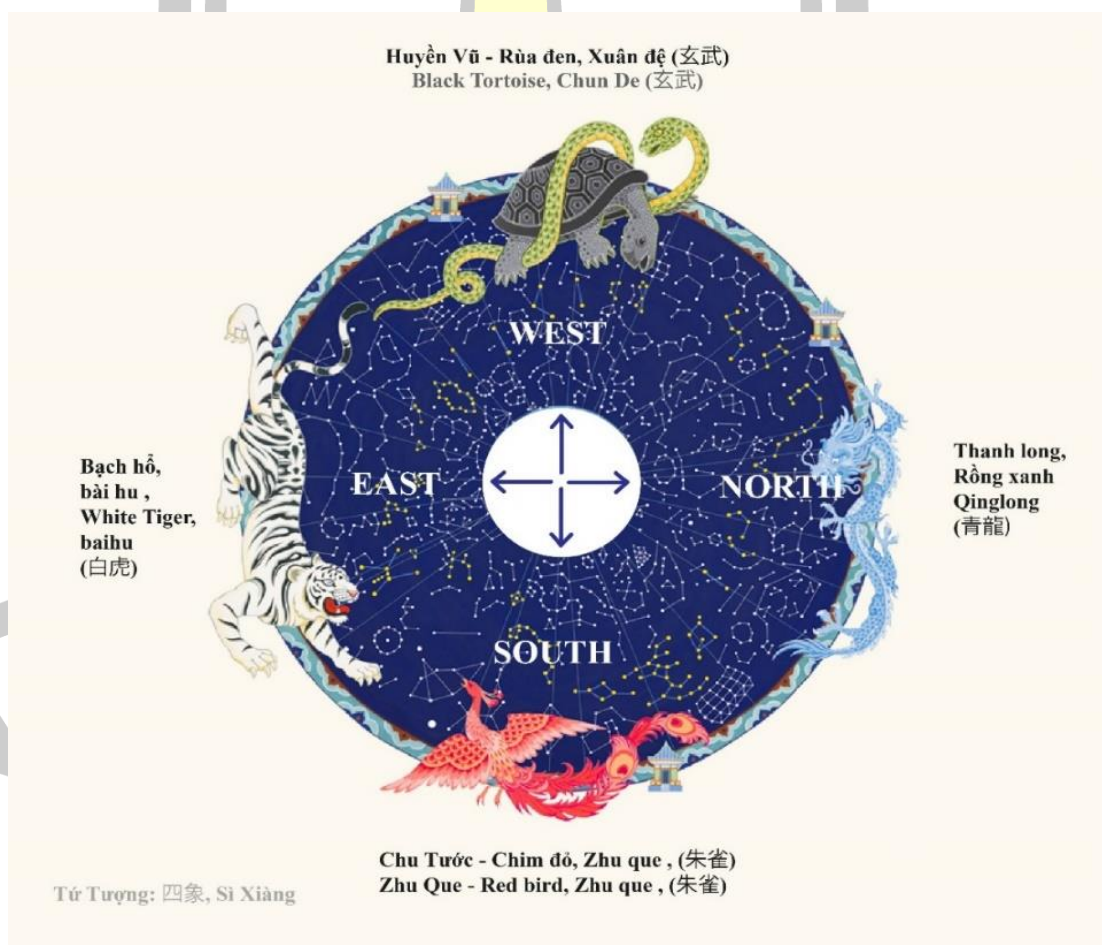 Huyền Vũ - Rùa đen, Xuân đệ (玄武)
Black Tortoise, Chun De (玄武)
WEST
EAST
NORTH
SOUTH
Bạch hổ,
bài hu ,
White Tiger,
baihu
(白虎)
Thanh long,
Rồng xanh
Qinglong
(青龍)
Chu Tước - Chim đỏ, Zhu que , (朱雀)
Zhu Que - Red bird, Zhu que , (朱雀)
Tứ Tượng: 四象, Sì Xiàng